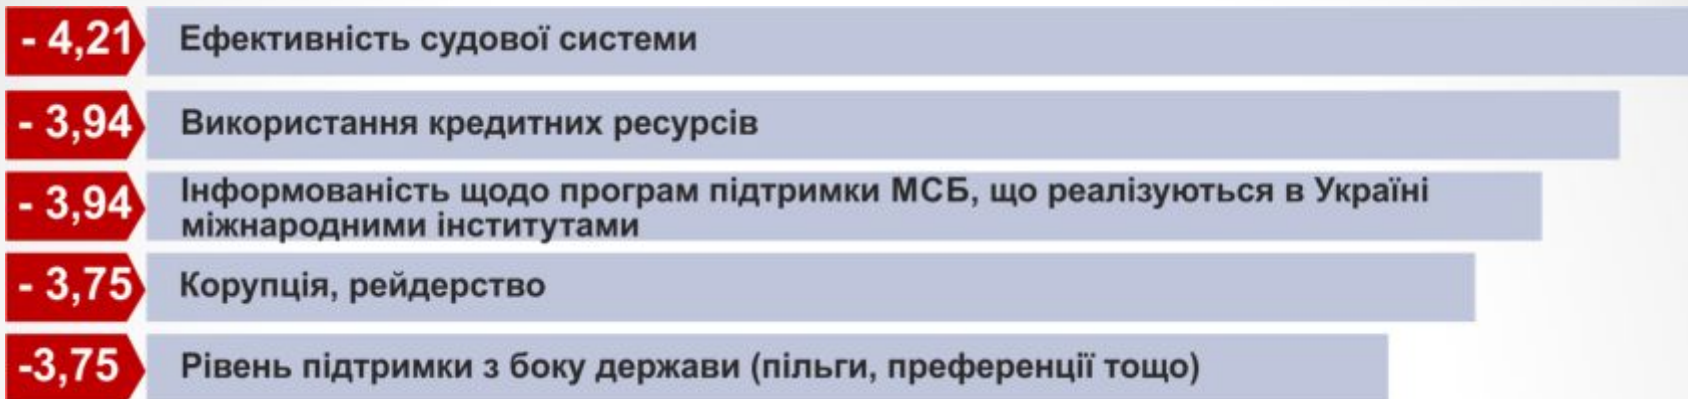 - 4,21 Ефективність судової системи
- 3,94 Використання кредитних ресурсів
- 3,94 Інформованість щодо програм підтримки МСБ, що реалізуються в Україні
міжнародними інститутами
- 3,75 Корупція, рейдерство
-3,75 Рівень підтримки з боку держави (пільги, преференції тощо)